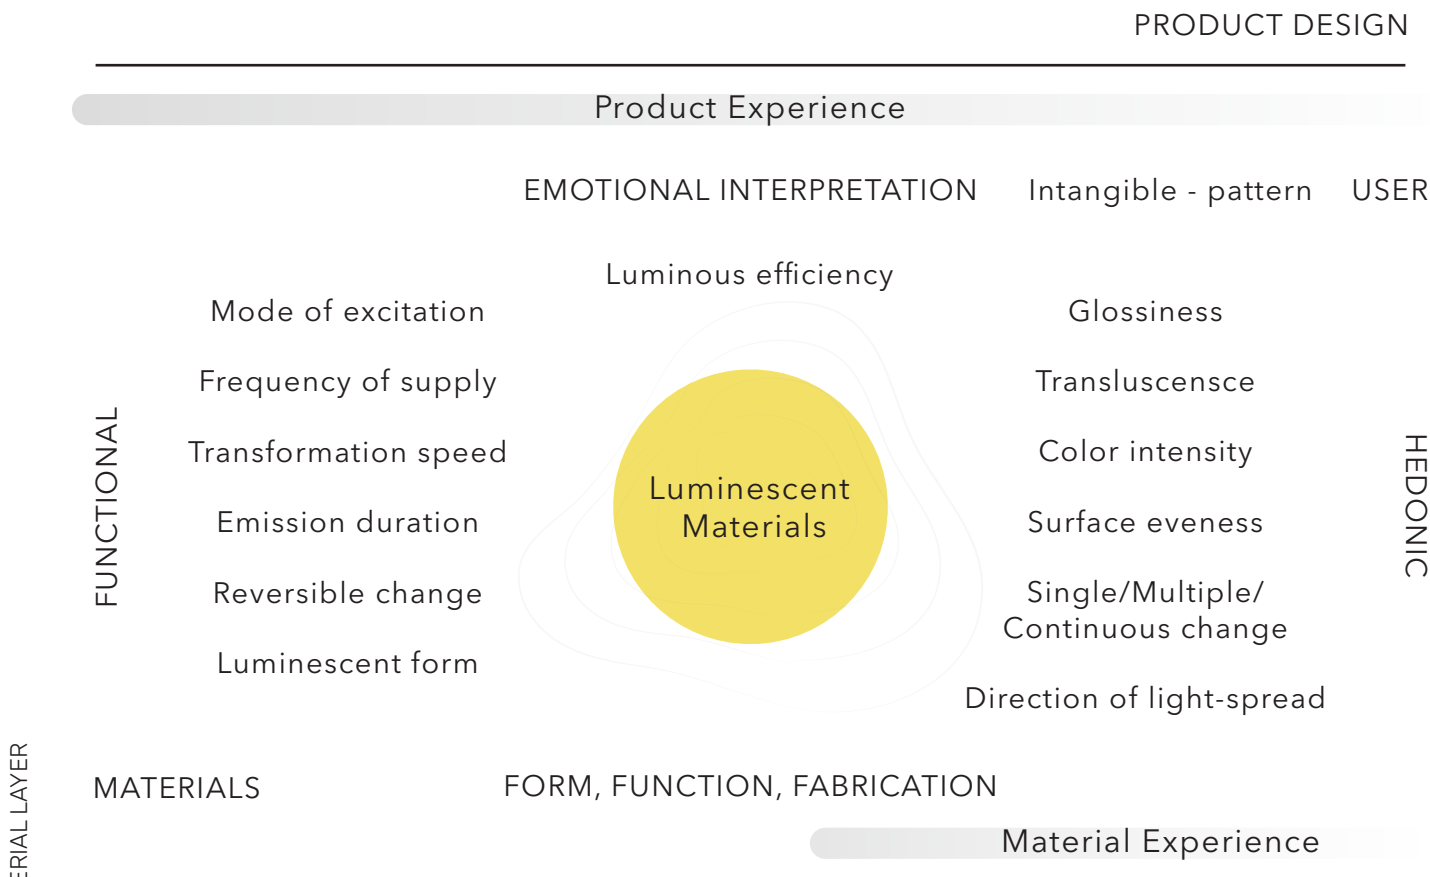 PRODUCT DESIGN
Product Experience
EMOTIONAL INTERPRETATION
Intangible - pattern
USER
Luminous efficiency
FUNCTIONAL
Mode of excitation
Frequency of supply
Transformation speed
Emission duration
Reversible change
Luminescent form
Luminescent
Materials
Glossiness
Transluscensce
Color intensity
Surface eveness
Single/Multiple/
Continuous change
Direction of light-spread
HEDONIC
MATERIALS
FORM, FUNCTION, FABRICATION
Material Experience
ERIAL LAYER